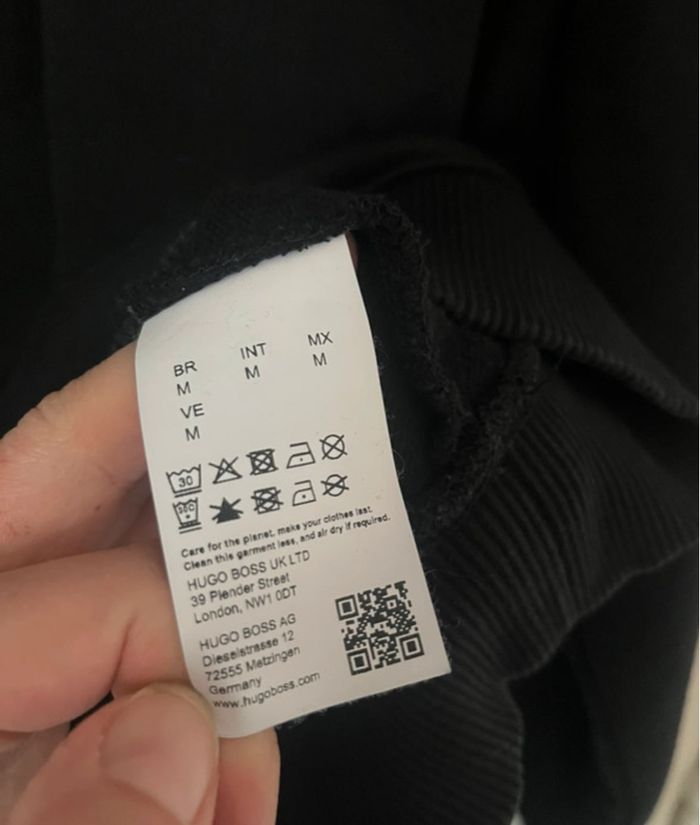 BR INT MX
M M M
VE
M
30
30C
Care for the planet, make your clothes last.
Clean this garment less, and air dry if required.
HUGO BOSS UK LTD
39 Plender Street
London, NW1 0DT
HUGO BOSS AG
Dieselstrasse 12
72555 Metzingen
Germany
www.hugoboss.com